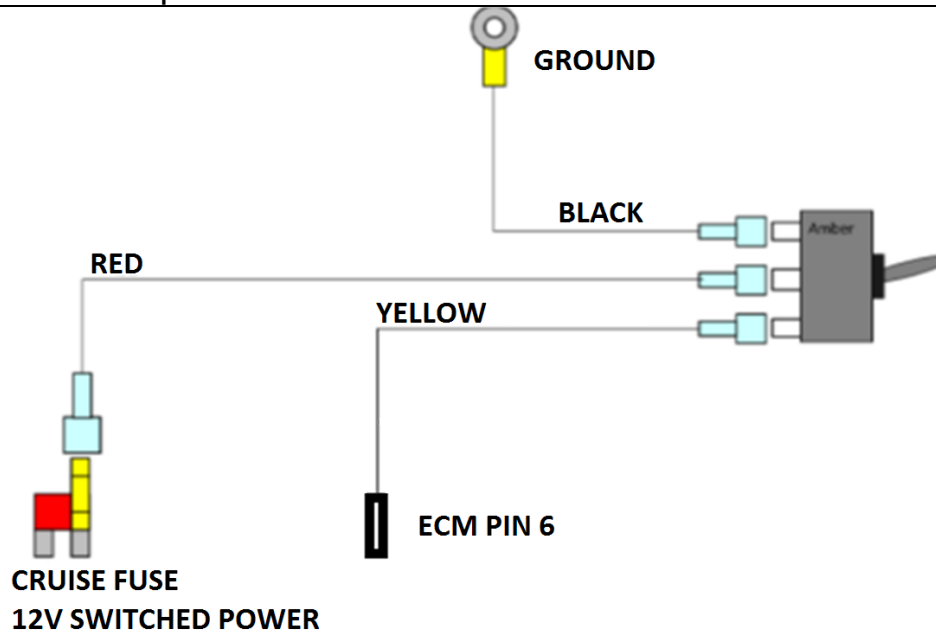 GROUND
BLACK
Amber
RED
YELLOW
ECM PIN 6
CRUISE FUSE
12V SWITCHED POWER